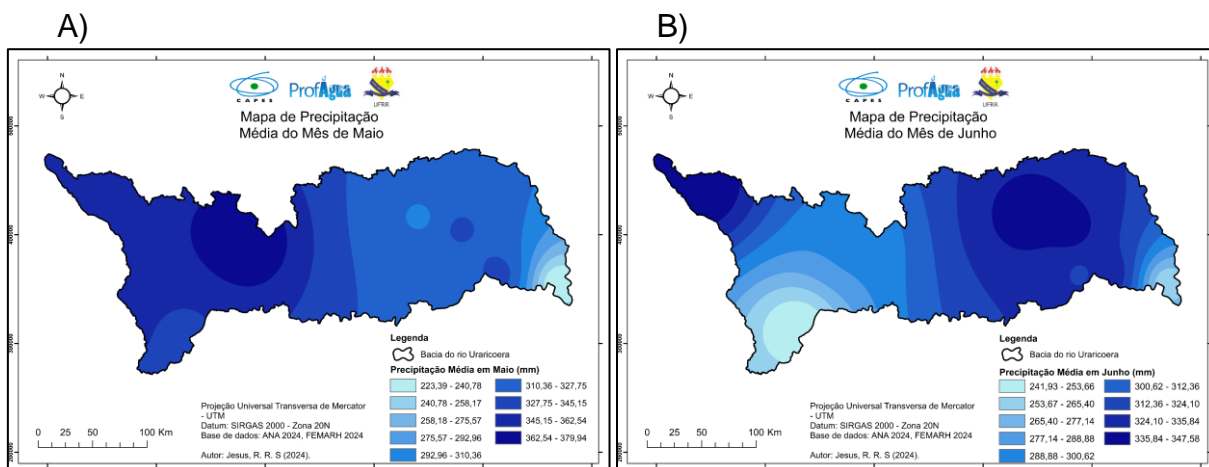 A)
N
W E
S
CAPES
ProfÁgua
UFRR
Mapa de Precipitação
Média do Mês de Maio
500000
400000
300000
Legenda
Bacia do rio Uraricoera
Precipitação Média em Maio (mm)
223,39 - 240,78
240,78 - 258,17
258,18 - 275,57
275,57 - 292,96
292,96 - 310,36
310,36 - 327,75
327,75 - 345,15
345,15 - 362,54
362,54 - 379,94
Projeção Universal Transversa de Mercator
- UTM
Datum: SIRGAS 2000 - Zona 20N
Base de dados: ANA 2024, FEMARH 2024
Autor: Jesus, R. R. S (2024).
0 25 50 100 Km
B)
N
W E
S
CAPES
ProfÁgua
UFRR
Mapa de Precipitação
Média do Mês de Junho
500000
400000
300000
Legenda
Bacia do rio Uraricoera
Precipitação Média em Junho (mm)
241,93 - 253,66
253,67 - 265,40
265,40 - 277,14
277,14 - 288,88
288,88 - 300,62
300,62 - 312,36
312,36 - 324,10
324,10 - 335,84
335,84 - 347,58
Projeção Universal Transversa de Mercator
- UTM
Datum: SIRGAS 2000 - Zona 20N
Base de dados: ANA 2024, FEMARH 2024
Autor: Jesus, R. R. S (2024).
0 25 50 100 Km